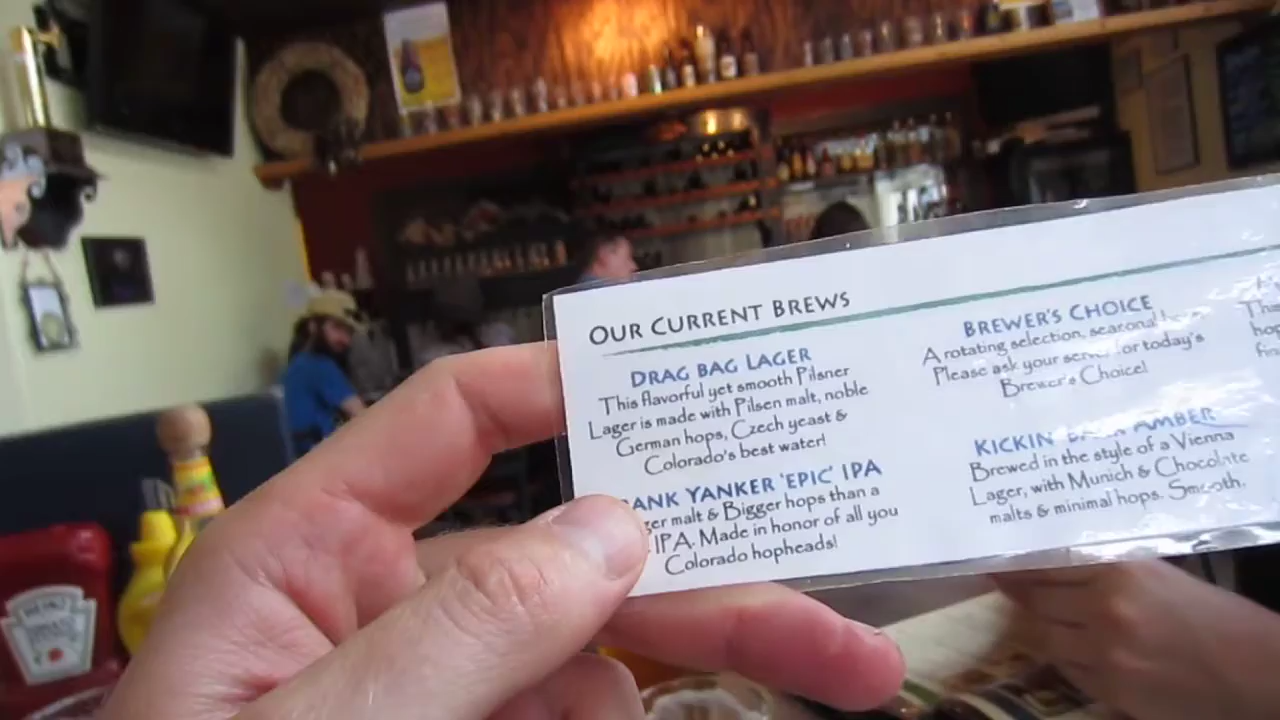 OUR CURRENT BREWS
DRAG BAG LAGER
This flavorful yet smooth Pilsner
Lager is made with Pilsen malt, noble
German hops, Czech yeast &
Colorado's best water!
ANK YANKER 'EPIC' IPA
ger malt & Bigger hops than a
IPA. Made in honor of all you
Colorado hopheads!
BREWER'S CHOICE
A rotating selection, seasonal
Please ask your server for today's
Brewer's Choice!
KICKIN' AMBER
Brewed in the style of a Vienna
Lager, with Munich & Chocolate
malts & minimal hops. Smooth.
HEINZ